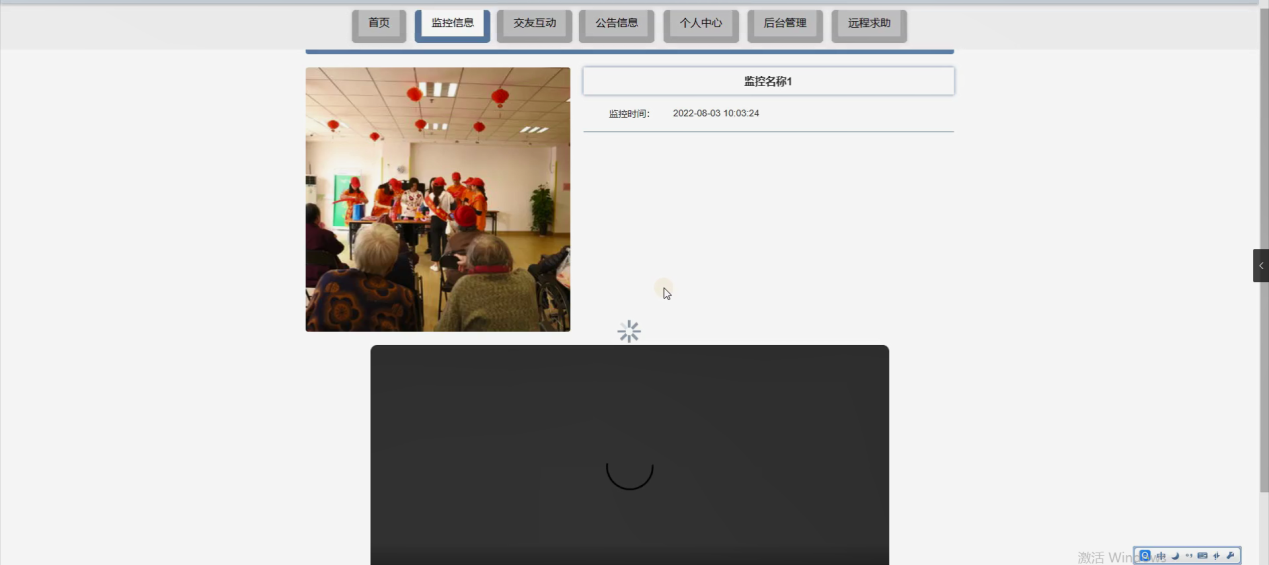 首页 监控信息 交友互动 公告信息 个人中心 后台管理 远程求助
监控名称1
监控时间： 2022-08-03 10:03:24
激活 Windows
中